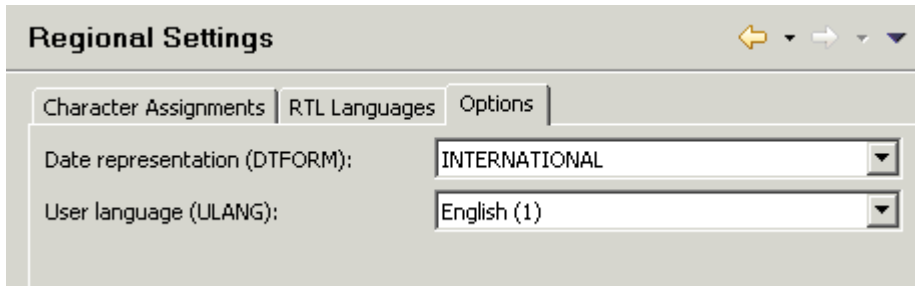 Regional Settings
Character Assignments RTL Languages Options
Date representation (DTFORM): INTERNATIONAL
User language (ULANG): English (1)